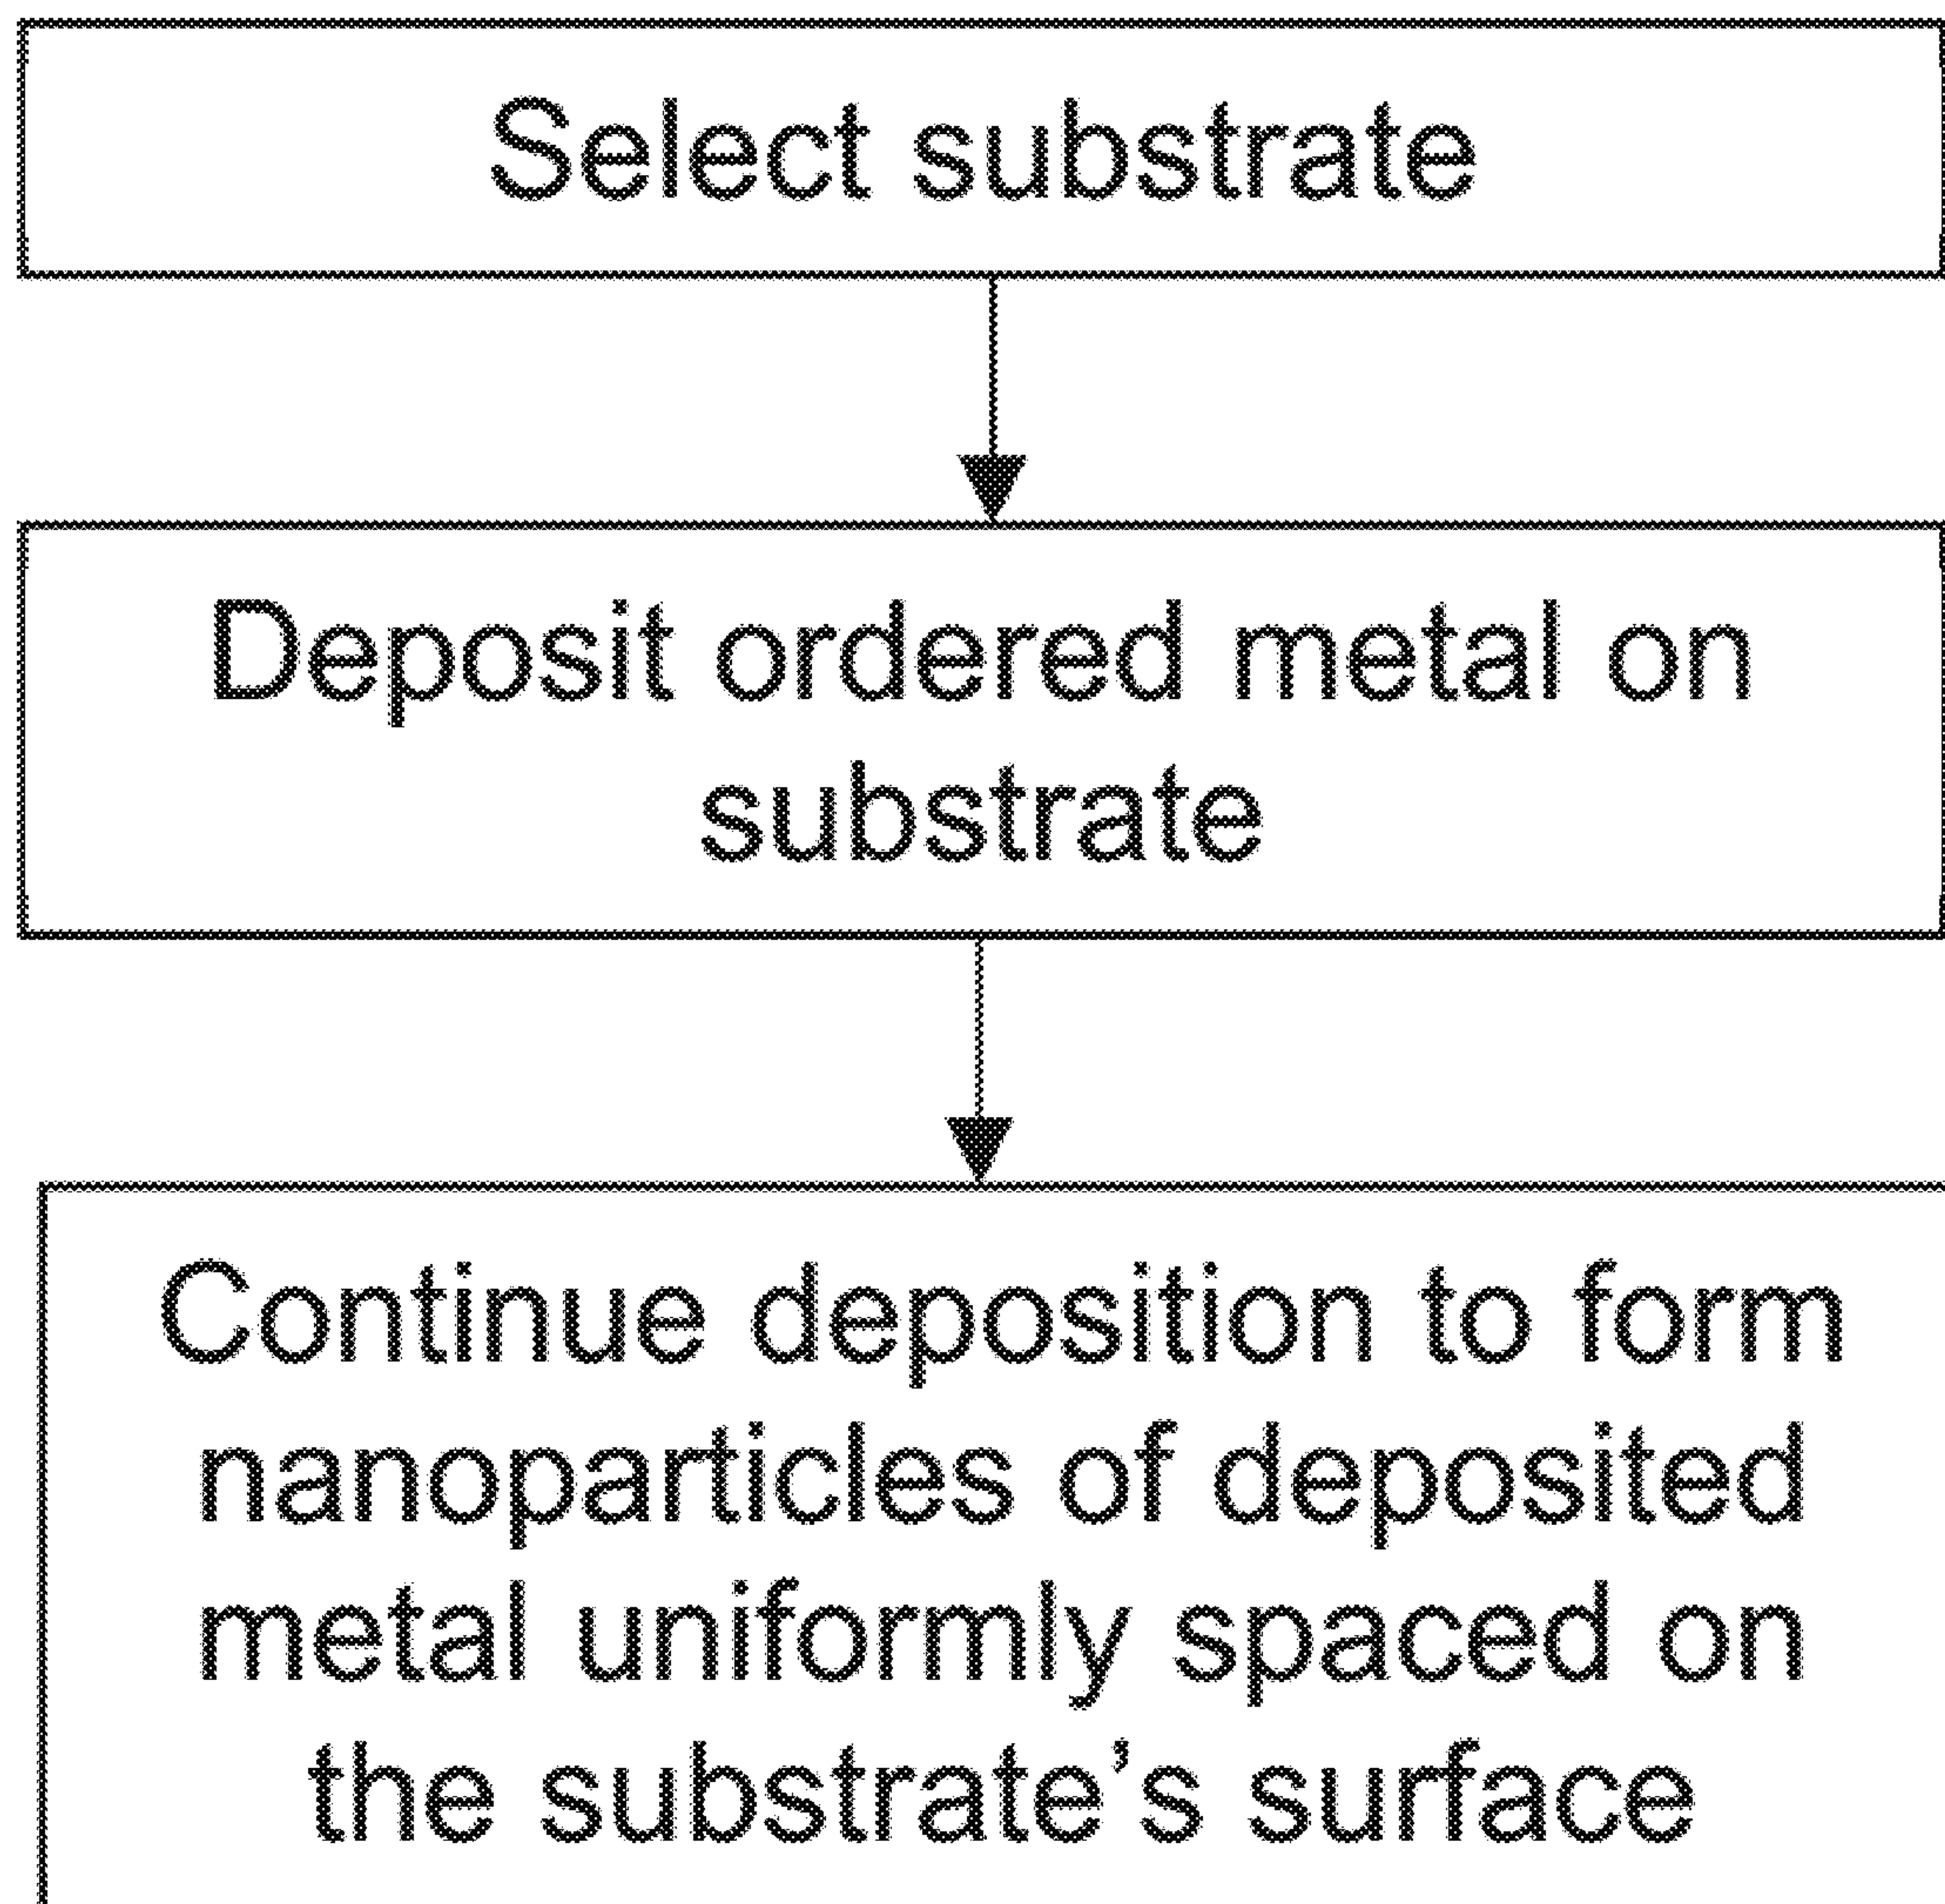 Select substrate
Deposit ordered metal on
substrate
Continue deposition to form
nanoparticles of deposited
metal uniformly spaced on
the substrate’s surface